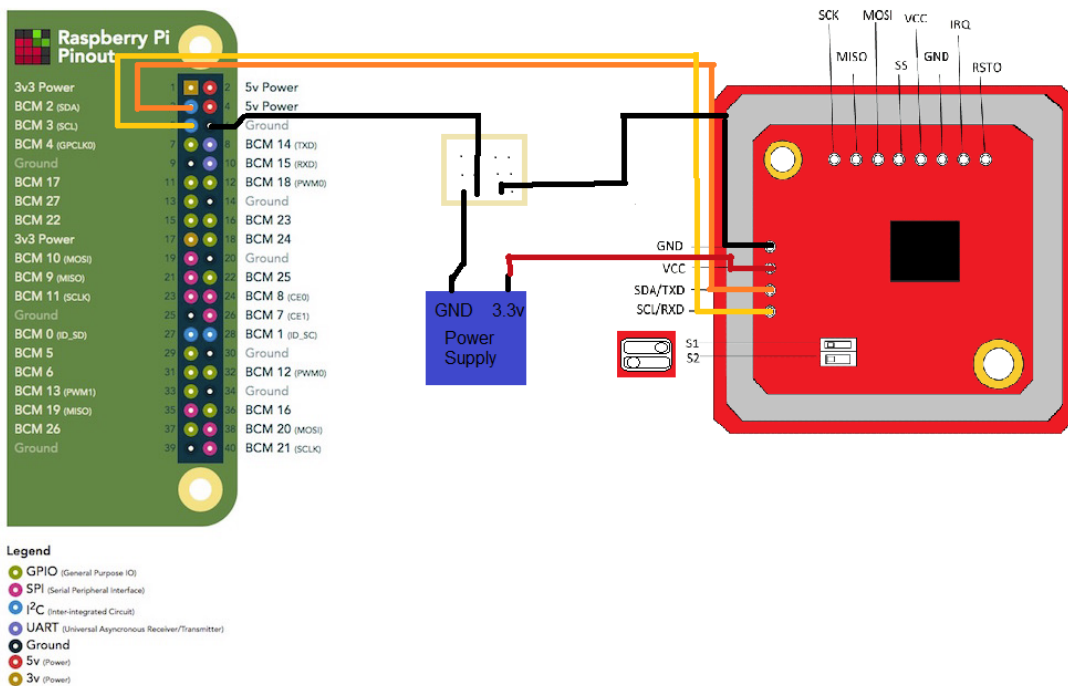 Raspberry Pi
Pinout
3v3 Power 1 2 5v Power
BCM 2 (SDA) 4 5v Power
BCM 3 (SCL) Ground
BCM 4 (GPCLK0) 7 8 BCM 14 (TXD)
Ground 9 10 BCM 15 (RXD)
BCM 17 11 12 BCM 18 (PWM0)
BCM 27 13 14 Ground
BCM 22 15 16 BCM 23
3v3 Power 17 18 BCM 24
BCM 10 (MOSI) 19 20 Ground
BCM 9 (MISO) 21 22 BCM 25
BCM 11 (SCLK) 23 24 BCM 8 (CE0)
Ground 25 26 BCM 7 (CE1)
BCM 0 (ID_SD) 27 28 BCM 1 (ID_SC)
BCM 5 29 30 Ground
BCM 6 31 32 BCM 12 (PWM0)
BCM 13 (PWM1) 33 34 Ground
BCM 19 (MISO) 35 36 BCM 16
BCM 26 37 38 BCM 20 (MOSI)
Ground 39 40 BCM 21 (SCLK)
Legend
GPIO (General Purpose IO)
SPI (Serial Peripheral Interface)
I²C (Inter-integrated Circuit)
UART (Universal Asyncronous Receiver/Transmitter)
Ground
5v (Power)
3v (Power)
GND 3.3v
Power
Supply
SCK
MISO
MOSI
SS
VCC
GND
IRQ
RSTO
GND
VCC
SDA/TXD
SCL/RXD
S1
S2